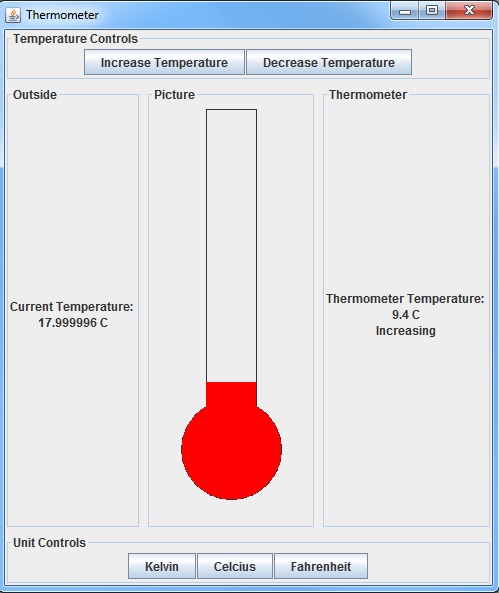 Thermometer
Temperature Controls
Increase Temperature Decrease Temperature
Outside
Current Temperature:
17.999996 C
Picture
Thermometer
Thermometer Temperature:
9.4 C
Increasing
Unit Controls
Kelvin Celcius Fahrenheit